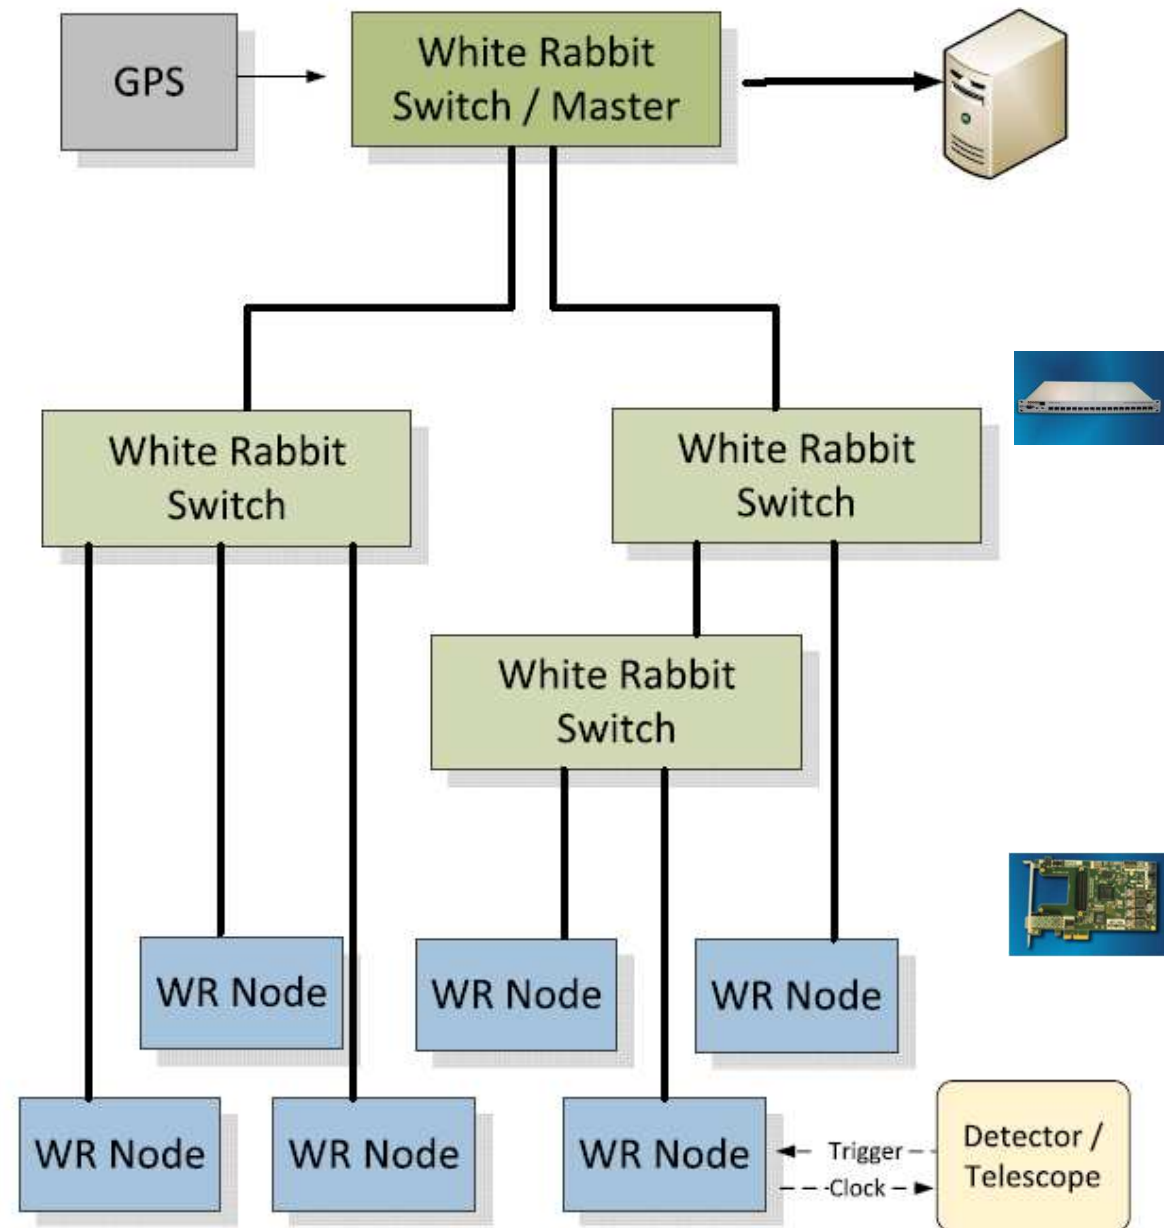 GPS
White Rabbit
Switch / Master
White Rabbit
Switch
White Rabbit
Switch
White Rabbit
Switch
WR Node
WR Node
WR Node
WR Node
WR Node
WR Node
Trigger
Clock
Detector /
Telescope